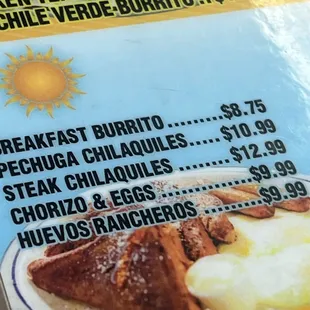 CHILE VERDE BURRITO
BREAKFAST BURRITO.........$8.75
PECHUGA CHILAQUILES......$10.99
STEAK CHILAQUILES........$12.99
CHORIZO & EGGS............$9.99
HUEVOS RANCHEROS.........$9.99